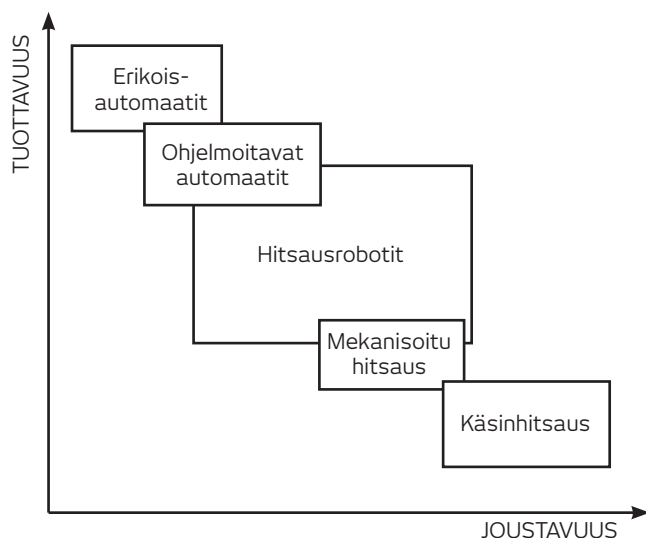 TUOTTAVUUS
Erikois-
automaatit
Ohjelmoitavat
automaatit
Hitsausrobotit
Mekanisoitu
hitsaus
Käsinhitsaus
JOUSTAVUUS